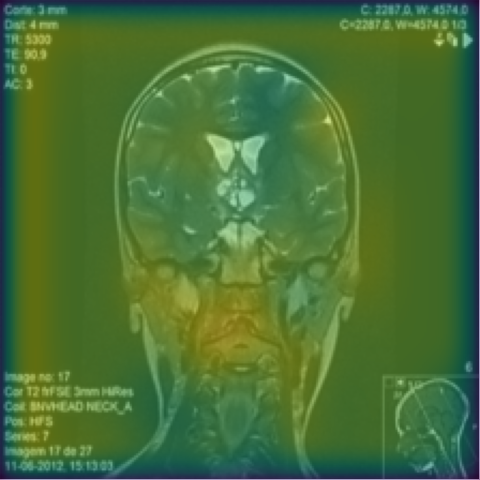 Corte: 3 mm
Dist: 4 mm
TR: 5300
TE: 90,9
TI: 0
AC: 3
C: 2287,0, W: 4574,0
C=2287,0, W=4574,0 1/3
6
Image no: 17
Cor T2 frFSE 3mm HiRes
Coil: 8NVHEAD NECK_A
Pos: HFS
Series: 7
Imagem 17 de 27
11-06-2012, 15:13:03